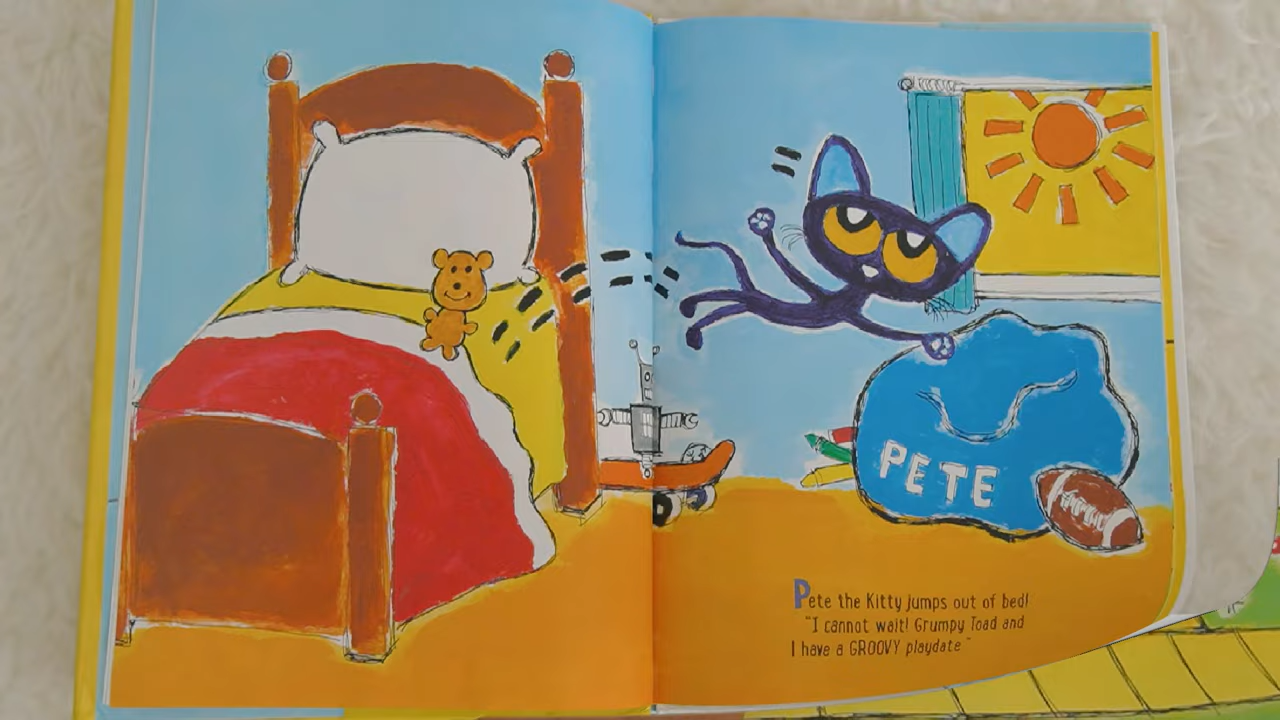 PETE
Pete the Kitty jumps out of bed!
"I cannot wait! Grumpy Toad and
I have a GROOVY playdate"